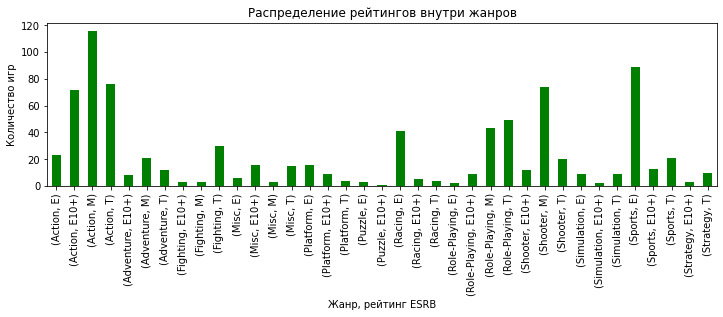 Распределение рейтингов внутри жанров
Количество игр
120
100
80
60
40
20
0
(Action, E)
(Action, E10+)
(Action, M)
(Action, T)
(Adventure, E10+)
(Adventure, M)
(Adventure, T)
(Fighting, E10+)
(Fighting, M)
(Fighting, T)
(Misc, E)
(Misc, E10+)
(Misc, M)
(Misc, T)
(Platform, E)
(Platform, E10+)
(Platform, T)
(Puzzle, E)
(Puzzle, E10+)
(Racing, E)
(Racing, E10+)
(Racing, T)
(Role-Playing, E)
(Role-Playing, E10+)
(Role-Playing, M)
(Role-Playing, T)
(Shooter, E10+)
(Shooter, M)
(Shooter, T)
(Simulation, E)
(Simulation, E10+)
(Simulation, T)
(Sports, E)
(Sports, E10+)
(Sports, T)
(Strategy, E10+)
(Strategy, T)
Жанр, рейтинг ESRB